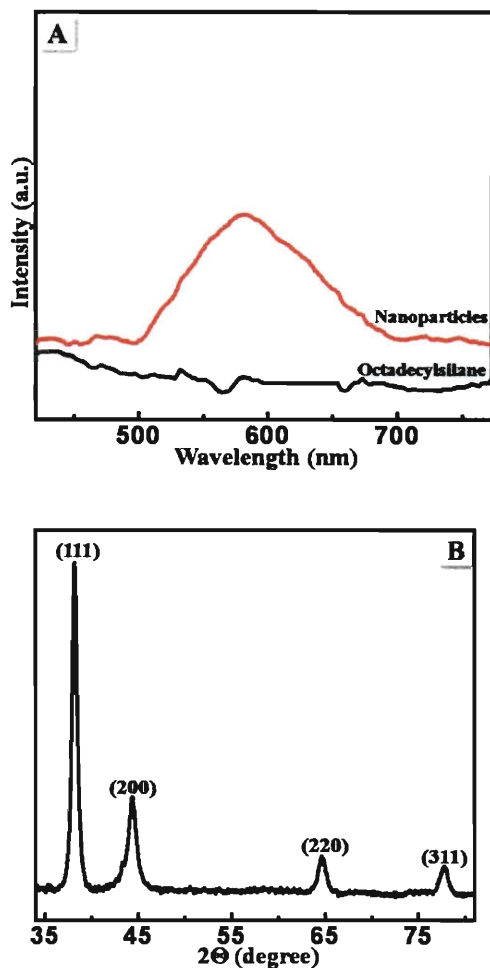 A
Intensity (a.u.)
Nanoparticles
Octadecylsilane
500 600 700
Wavelength (nm)
B
(111)
(200)
(220)
(311)
35 45 55 65 75
2Θ (degree)